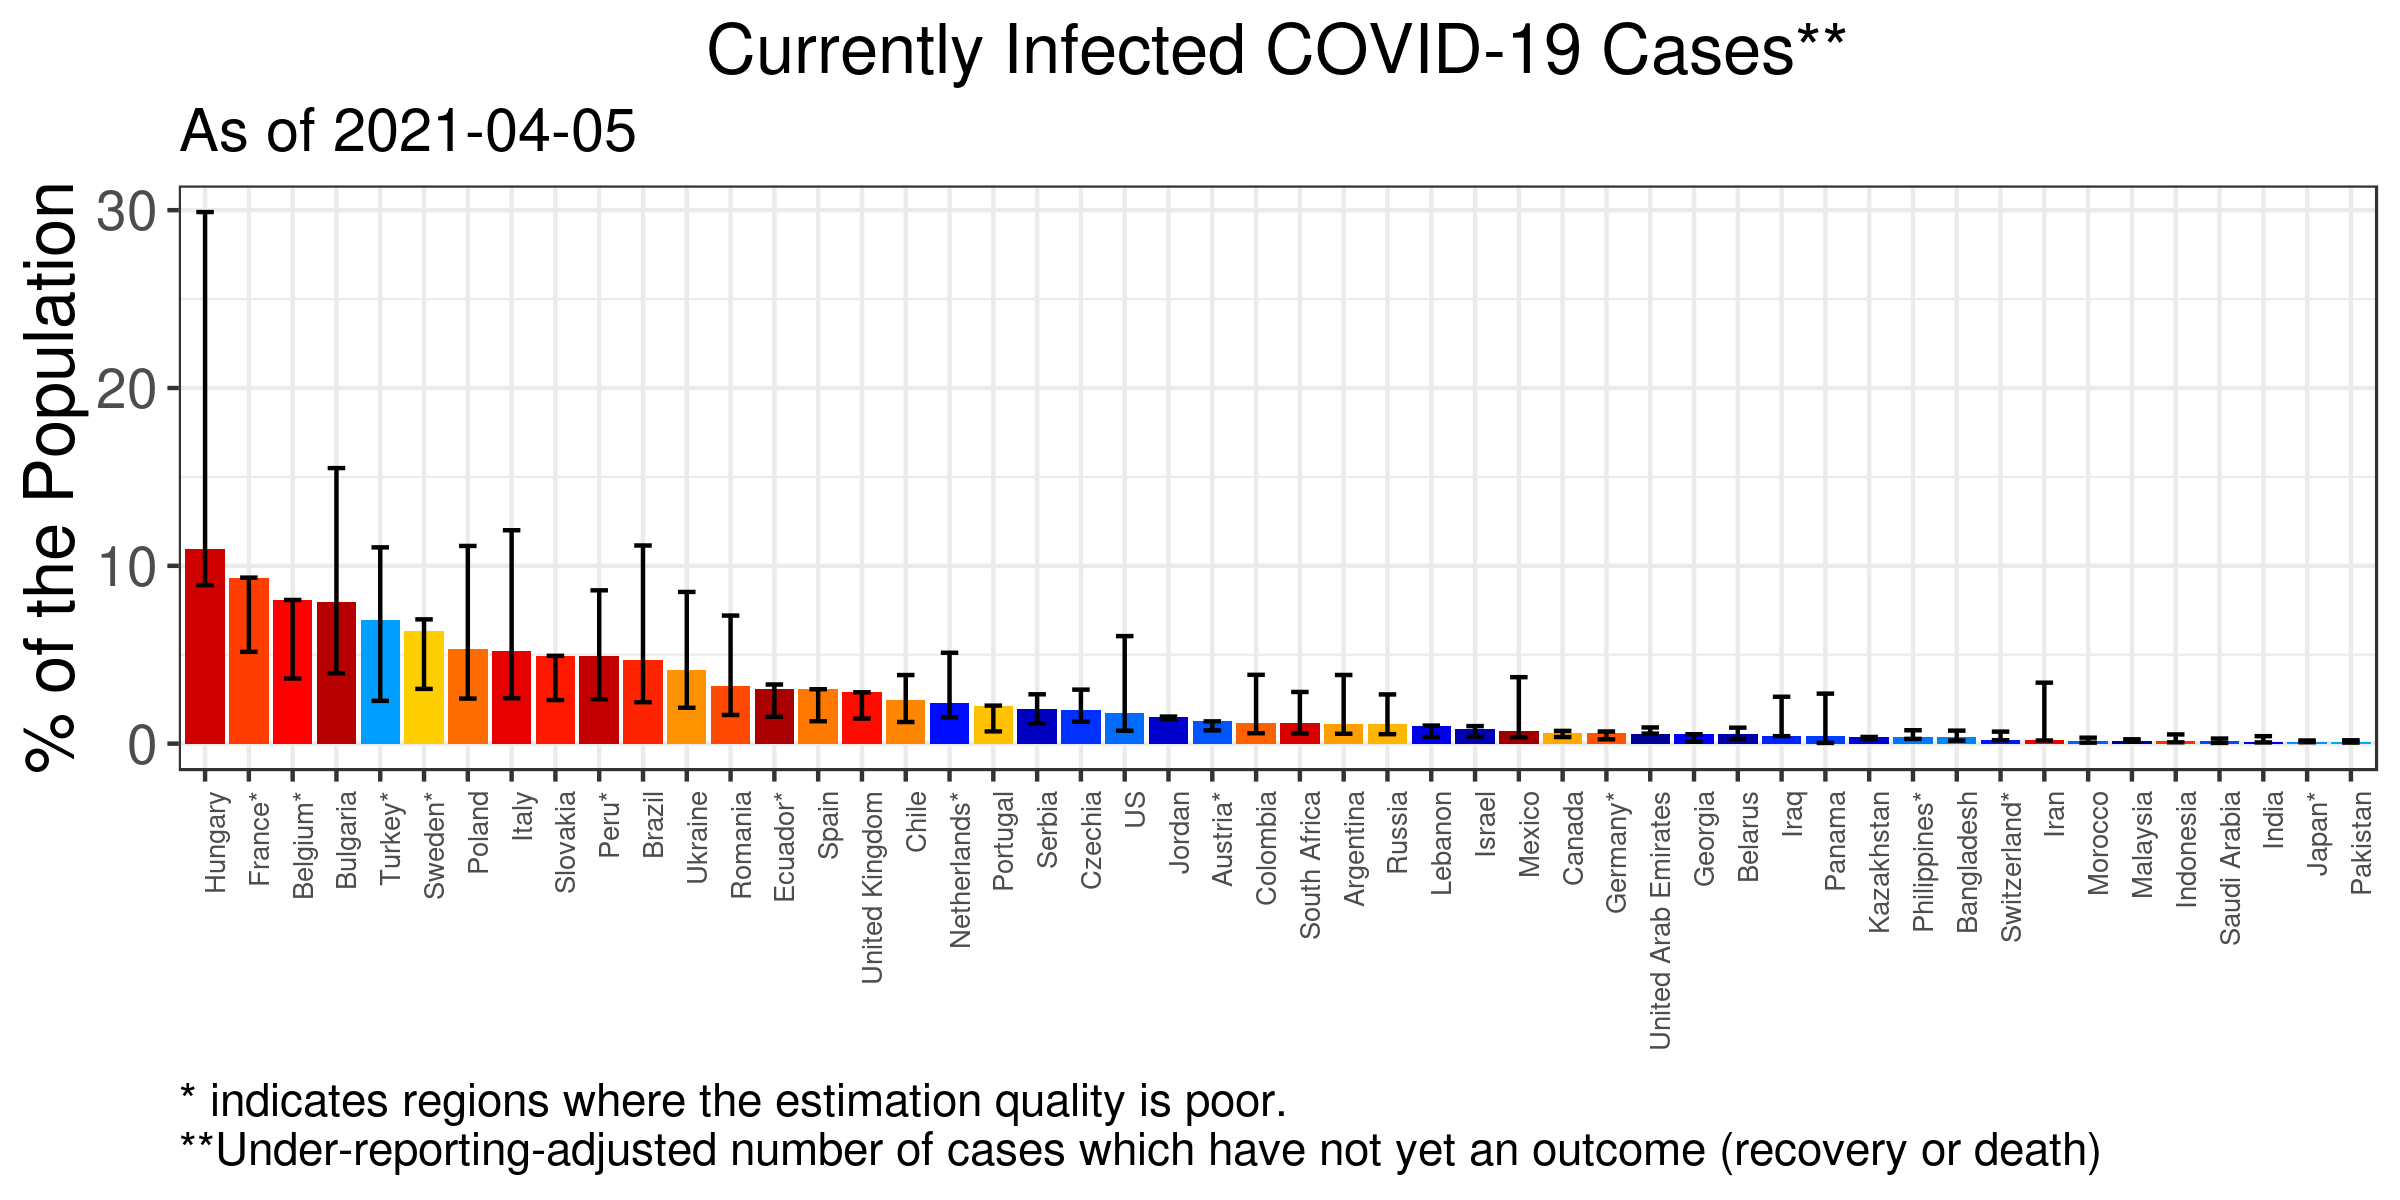 Currently Infected COVID-19 Cases**
As of 2021-04-05
% of the Population
30
20
10
0
Hungary
France*
Belgium*
Bulgaria
Turkey*
Sweden*
Poland
Italy
Slovakia
Peru*
Brazil
Ukraine
Romania
Ecuador*
Spain
United Kingdom
Chile
Netherlands*
Portugal
Serbia
Czechia
US
Jordan
Austria*
Colombia
South Africa
Argentina
Russia
Lebanon
Israel
Mexico
Canada
Germany*
United Arab Emirates
Georgia
Belarus
Iraq
Panama
Kazakhstan
Philippines*
Bangladesh
Switzerland*
Iran
Morocco
Malaysia
Indonesia
Saudi Arabia
India
Japan*
Pakistan
* indicates regions where the estimation quality is poor.
**Under-reporting-adjusted number of cases which have not yet an outcome (recovery or death)